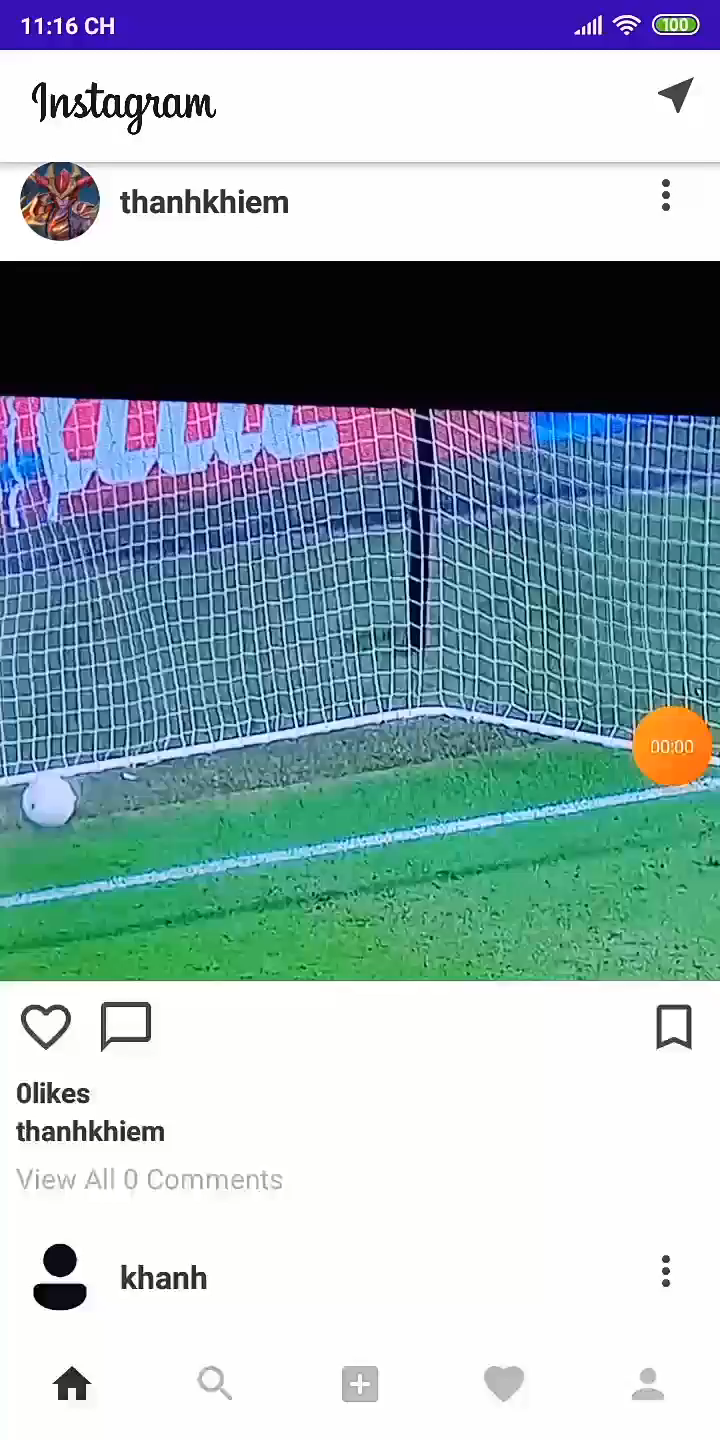 11:16 CH
100
Instagram
thanhkhiem
00:00
0likes
thanhkhiem
View All 0 Comments
khanh